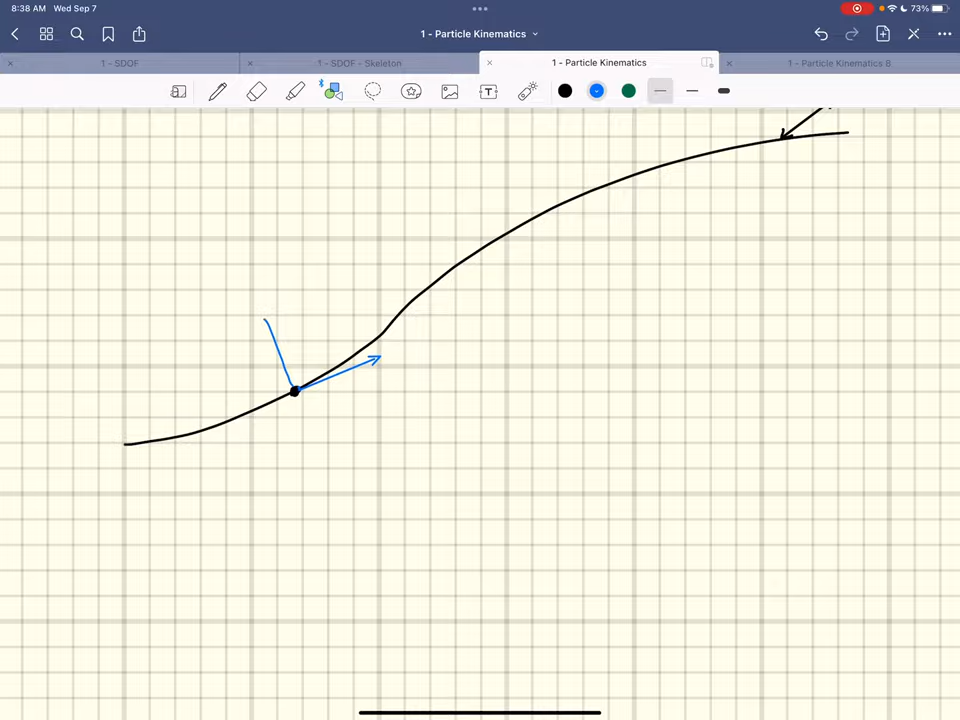 8:38 AM Wed Sep 7
73%
1 - Particle Kinematics
1 - SDOF
1 - SDOF - Skeleton
1 - Particle Kinematics
1 - Particle Kinematics 8
T